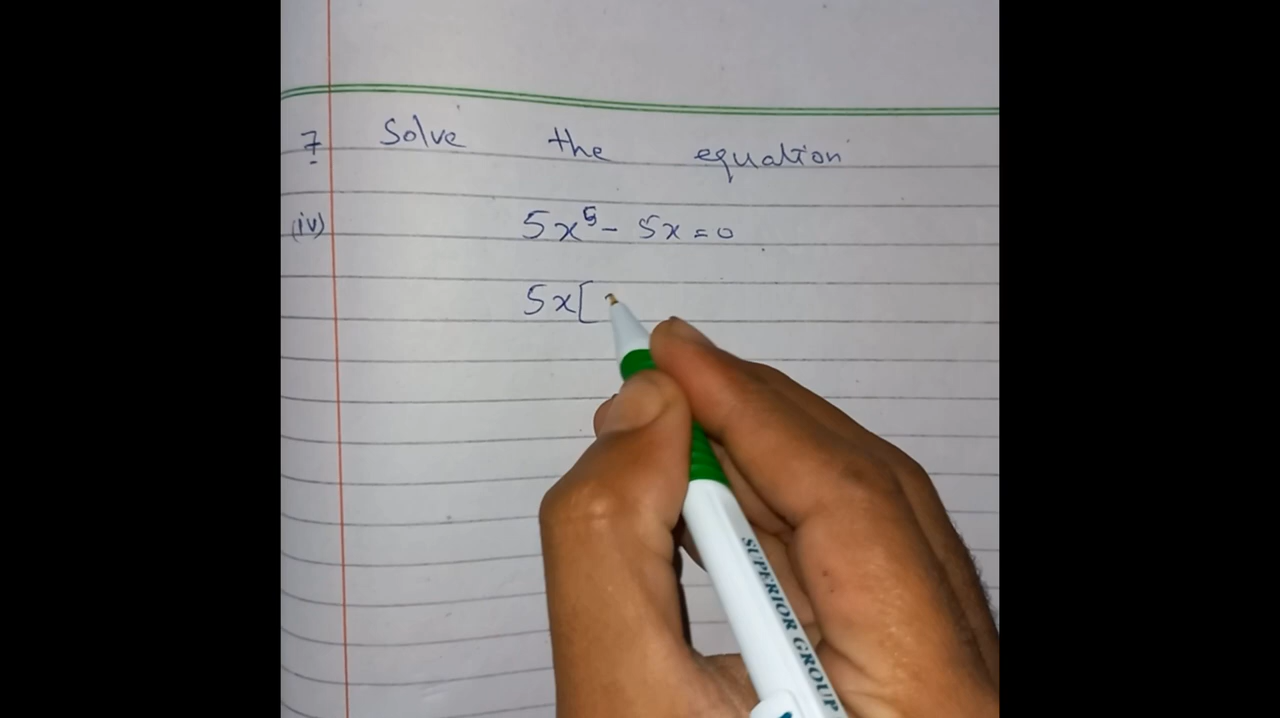 7 Solve the equation
(iv) 5x⁵ - 5x = 0
5x[
SUPERIOR GROUP